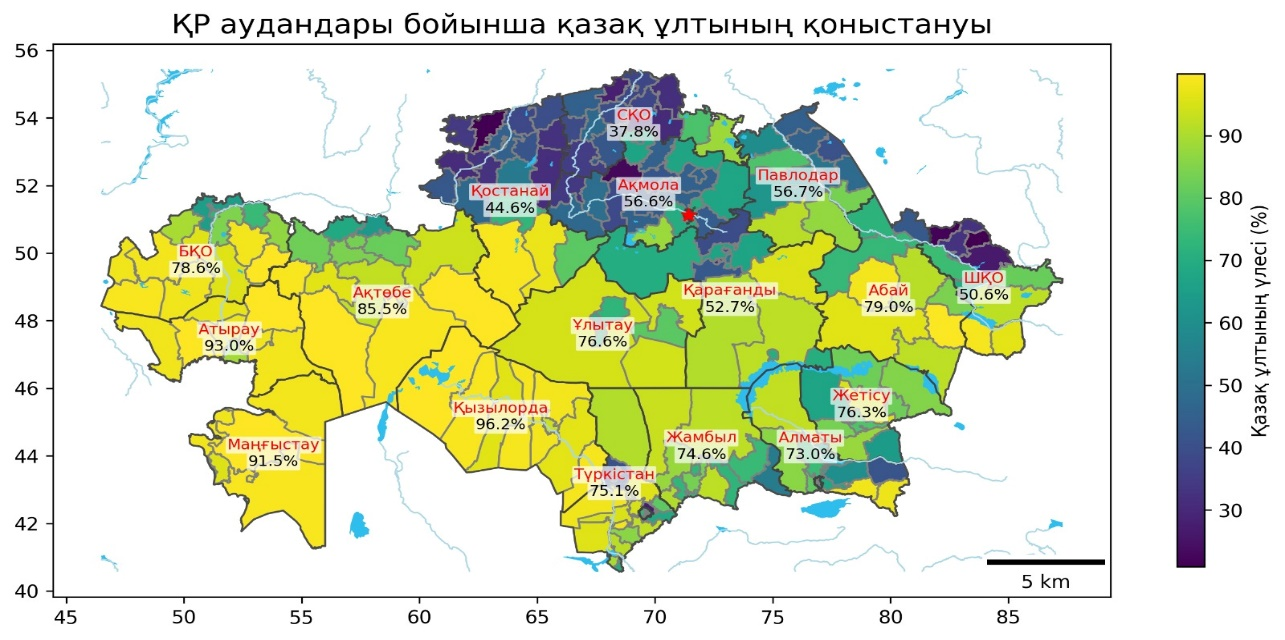 ҚР аудандары бойынша қазақ ұлтының қоныстануы
56
54
52
50
48
46
44
42
40
45
50
55
60
65
70
75
80
85
СҚО
37.8%
Қостанай
44.6%
Ақмола
56.6%
Павлодар
56.7%
БҚО
78.6%
Ақтөбе
85.5%
Атырау
93.0%
Ұлытау
76.6%
Қарағанды
52.7%
Абай
79.0%
ШҚО
50.6%
Маңғыстау
91.5%
Қызылорда
96.2%
Түркістан
75.1%
Жамбыл
74.6%
Алматы
73.0%
Жетісу
76.3%
5 km
90
80
70
60
50
40
30
Қазақ ұлтының үлесі (%)